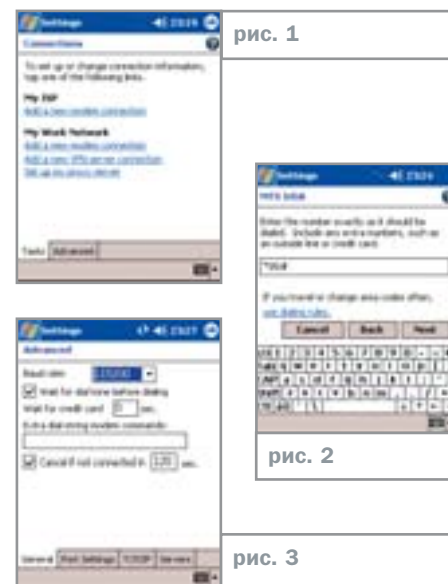 Settings
Connections
To set up or change connection information,
tap one of the following links.
My ISP
Add a new modem connection
My Work Network
Add a new modem connection
Add a new VPN server connection
Set up my proxy server
Tasks Advanced
рис. 1
Settings
Enter the number exactly as it should be
dialed. Include any extra numbers, such as
an outside line or credit card.
If you travel or change area codes often,
use dialing rules.
Cancel Back Next
рис. 2
Settings
Advanced
Baud rate:
Wait for dial tone before dialing
Wait for credit card sec.
Extra dial-string modem commands:
Cancel if not connected in 120 sec.
General Port Settings TCP/IP Servers
рис. 3